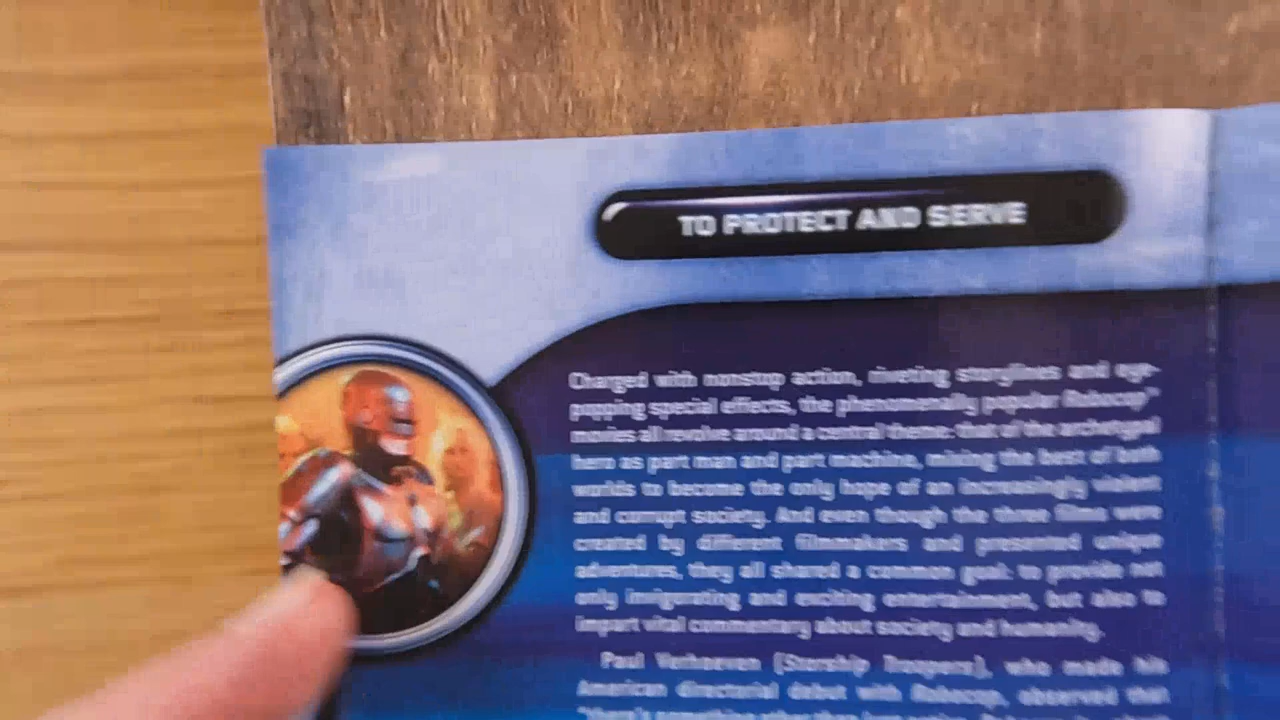 TO PROTECT AND SERVE
Charged with nonstop action, riveting storylines and eye-
popping special effects, the phenomenally popular Robocop™
movies all revolve around a central theme: that of the archetypal
hero as part man and part machine, mixing the best of both
worlds to become the only hope of an increasingly violent
and corrupt society. And even though the three films were
created by different filmmakers and presented unique
adventures, they all shared a common goal: to provide not
only invigorating and exciting entertainment, but also to
impart vital commentary about society and humanity.
Paul Verhoeven (Starship Troopers), who made his
American directorial debut with Robocop, observed that